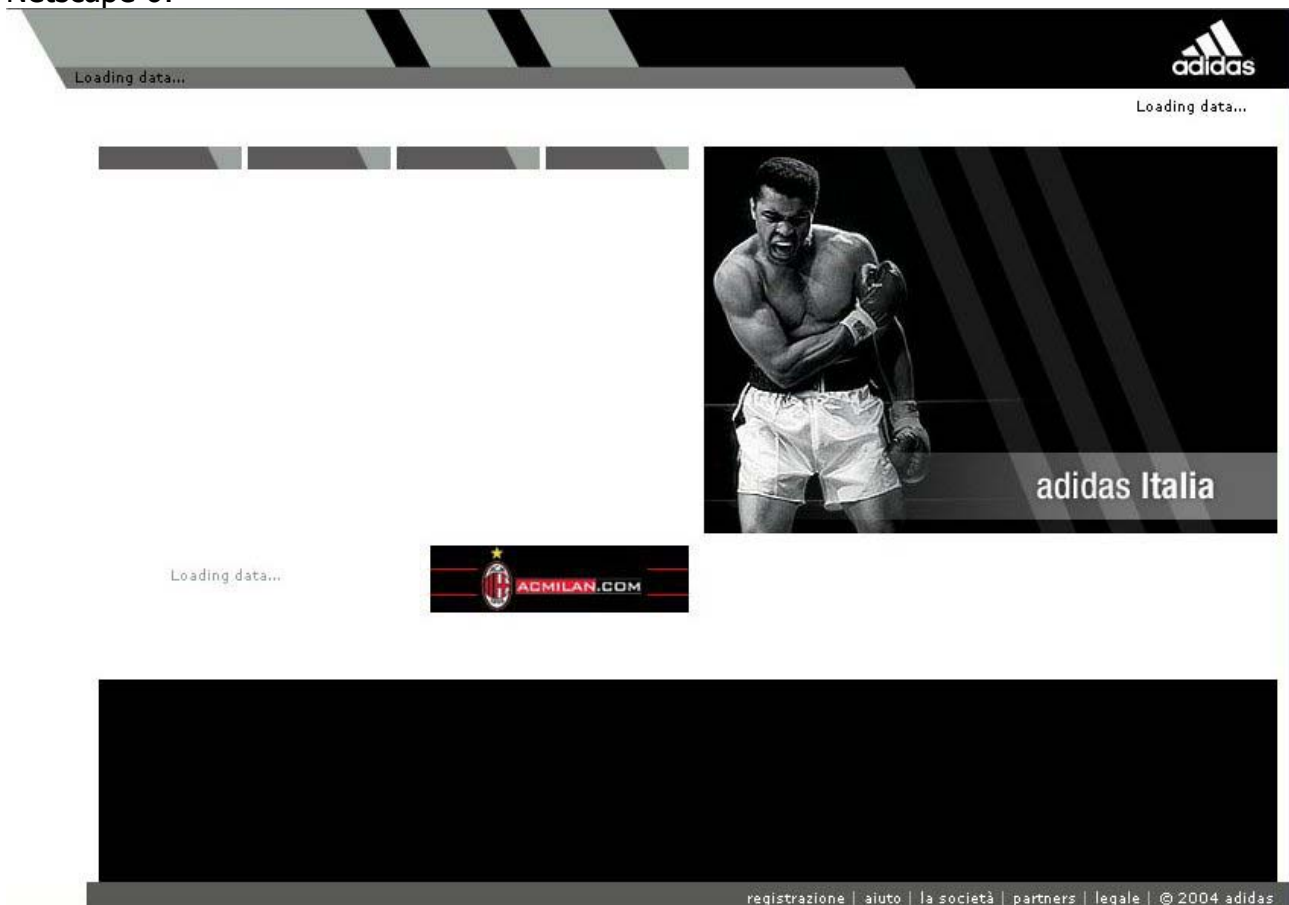 Netscape 6:
adidas
Loading data...
Loading data...
adidas Italia
Loading data...
ACMILAN.COM
registrazione | aiuto | la società | partners | legale | © 2004 adidas